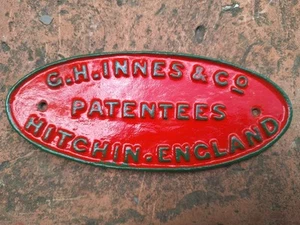 G.H.INNES & Co
PATENTEES
HITCHIN-ENGLAND